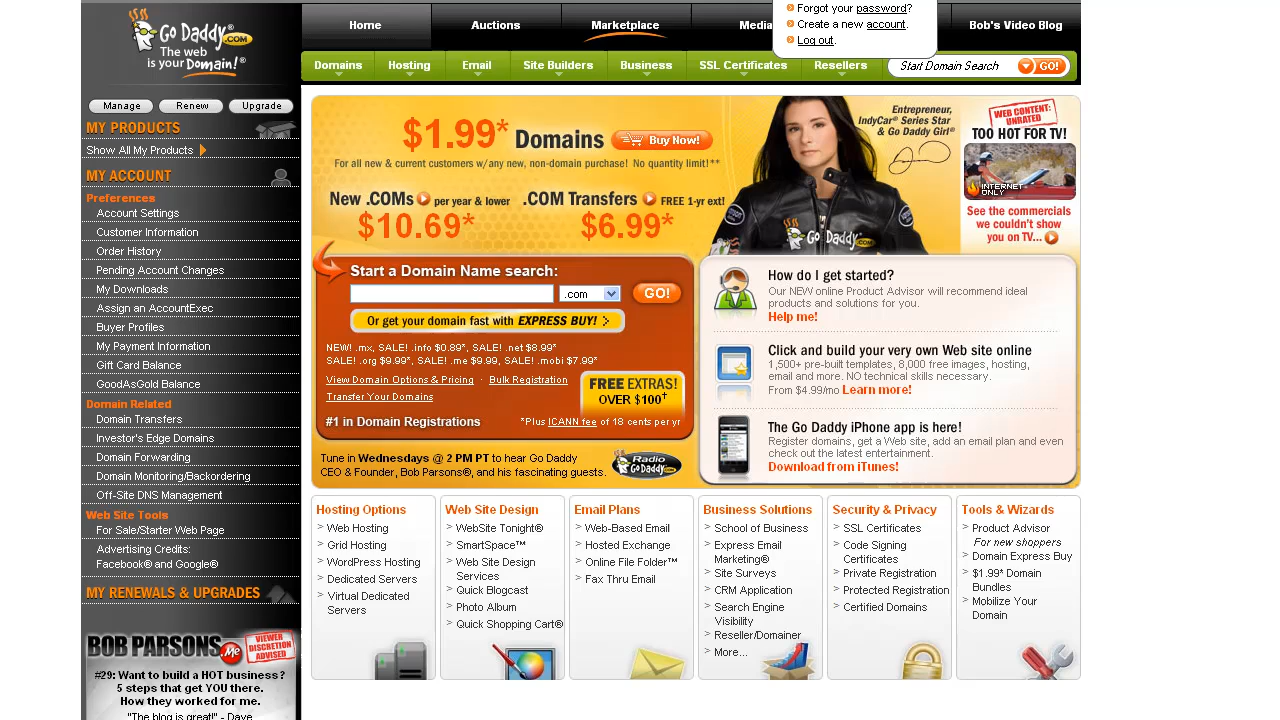 Go Daddy®
.COM
The web
is your Domain!®
Home
Auctions
Marketplace
Media
Bob's Video Blog
Forgot your password?
Create a new account.
Log out.
Domains
Hosting
Email
Site Builders
Business
SSL Certificates
Resellers
Start Domain Search
GO!
Manage
Renew
Upgrade
MY PRODUCTS
Show All My Products
MY ACCOUNT
Preferences
Account Settings
Customer Information
Order History
Pending Account Changes
My Downloads
Assign an AccountExec
Buyer Profiles
My Payment Information
Gift Card Balance
GoodAsGold Balance
Domain Related
Domain Transfers
Investor's Edge Domains
Domain Forwarding
Domain Monitoring/Backordering
Off-Site DNS Management
Web Site Tools
For Sale/Starter Web Page
Advertising Credits:
Facebook® and Google®
MY RENEWALS & UPGRADES
BOB PARSONS.me
VIEWER
DISCRETION
ADVISED
#29: Want to build a HOT business?
5 steps that get YOU there.
How they worked for me.
"The blog is great!" - Dave
$1.99* Domains
Buy Now!
For all new & current customers w/any new, non-domain purchase! No quantity limit!**
New .COMs per year & lower
$10.69*
.COM Transfers FREE 1-yr ext!
$6.99*
Entrepreneur,
IndyCar® Series Star
& Go Daddy Girl®
Go Daddy.COM
WEB CONTENT:
UNRATED
TOO HOT FOR TV!
INTERNET
ONLY
See the commercials
we couldn't show
you on TV...
Start a Domain Name search:
.com
GO!
Or get your domain fast with EXPRESS BUY!
NEW! .mx, SALE! .info $0.89*, SALE! .net $8.99*
SALE! .org $9.99*, SALE! .me $9.99, SALE! .mobi $7.99*
View Domain Options & Pricing · Bulk Registration
Transfer Your Domains
FREE EXTRAS!
OVER $100†
#1 in Domain Registrations
*Plus ICANN fee of 18 cents per yr
Tune in Wednesdays @ 2 PM PT to hear Go Daddy
CEO & Founder, Bob Parsons®, and his fascinating guests.
Radio
GoDaddy.COM
How do I get started?
Our NEW online Product Advisor will recommend ideal
products and solutions for you.
Help me!
Click and build your very own Web site online
1,500+ pre-built templates, 8,000 free images, hosting,
email and more. NO technical skills necessary.
From $4.99/mo Learn more!
The Go Daddy iPhone app is here!
Register domains, get a Web site, add an email plan and even
check out the latest entertainment.
Download from iTunes!
Hosting Options
> Web Hosting
> Grid Hosting
> WordPress Hosting
> Dedicated Servers
> Virtual Dedicated
Servers
Web Site Design
> WebSite Tonight®
> SmartSpace™
> Web Site Design
Services
> Quick Blogcast
> Photo Album
> Quick Shopping Cart®
Email Plans
> Web-Based Email
> Hosted Exchange
> Online File Folder™
> Fax Thru Email
Business Solutions
> School of Business
> Express Email
Marketing®
> Site Surveys
> CRM Application
> Search Engine
Visibility
> Reseller/Domainer
> More...
Security & Privacy
> SSL Certificates
> Code Signing
Certificates
> Private Registration
> Protected Registration
> Certified Domains
Tools & Wizards
> Product Advisor
For new shoppers
> Domain Express Buy
> $1.99* Domain
Bundles
> Mobilize Your
Domain